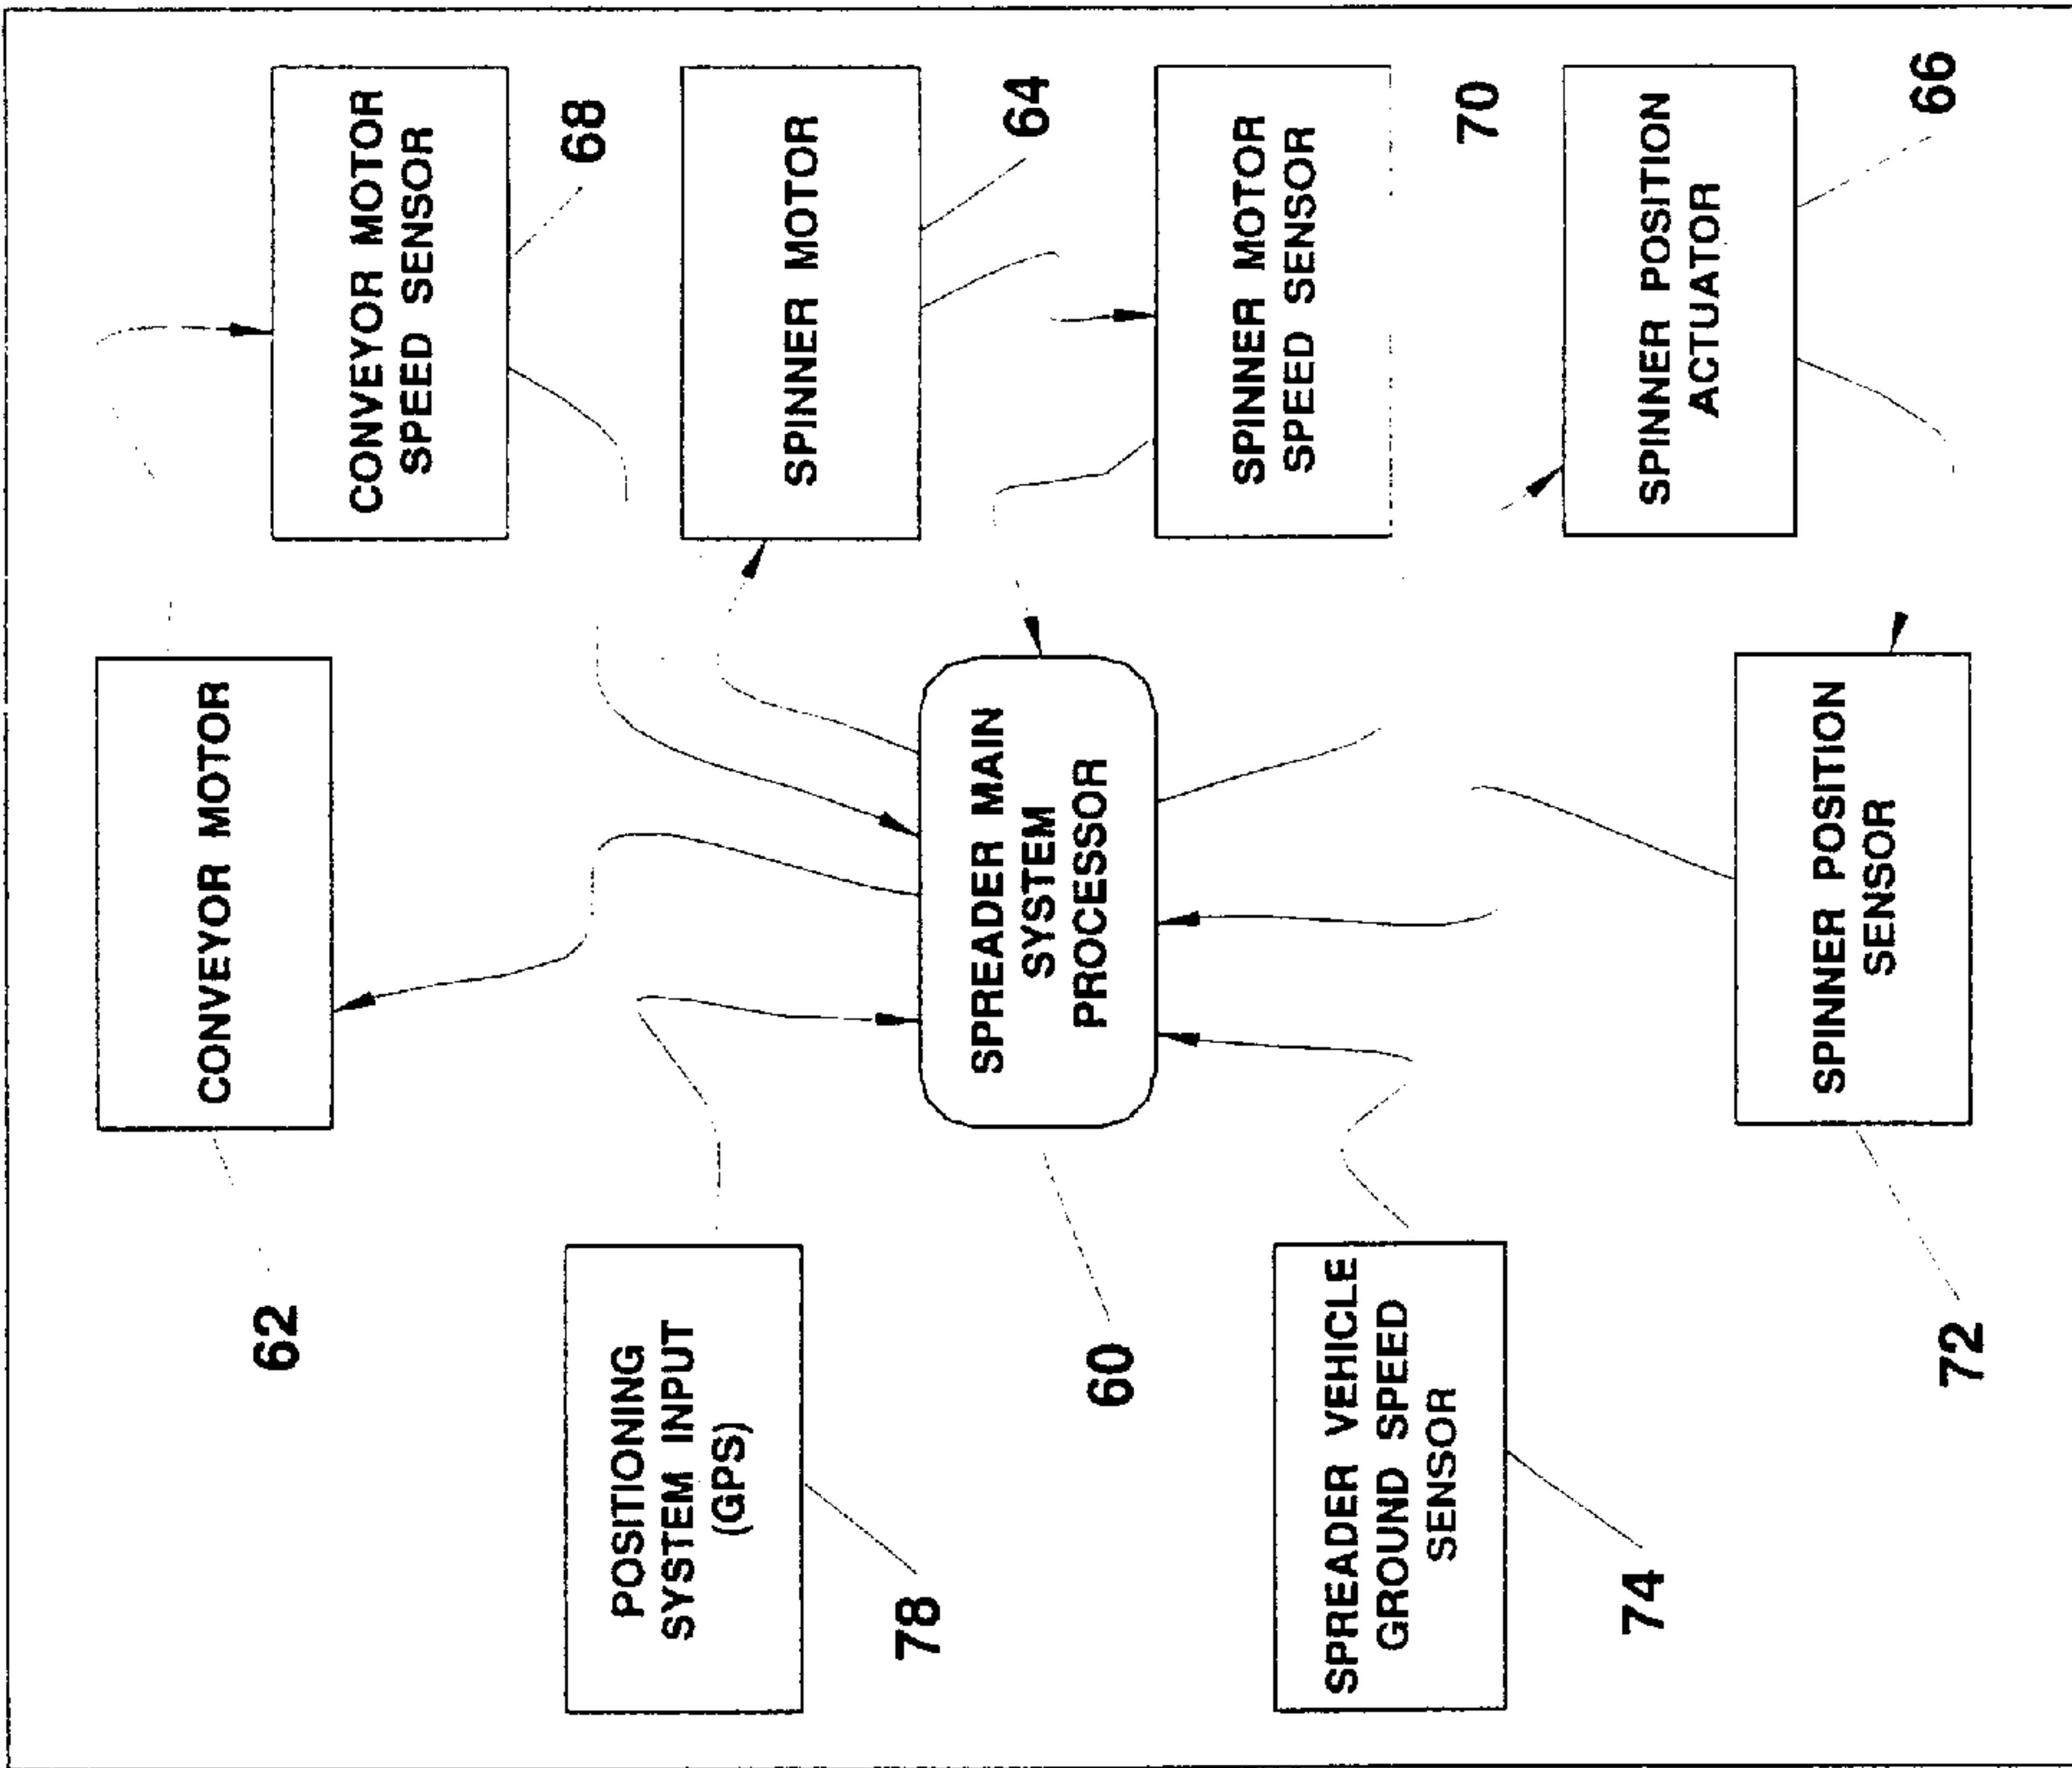 CONVEYOR MOTOR
SPEED SENSOR
68
SPINNER MOTOR
64
SPINNER MOTOR
SPEED SENSOR
70
SPINNER POSITION
ACTUATOR
66
CONVEYOR MOTOR
62
SPREADER MAIN
SYSTEM
PROCESSOR
60
SPINNER POSITION
SENSOR
72
POSITIONING
SYSTEM INPUT
(GPS)
78
SPREADER VEHICLE
GROUND SPEED
SENSOR
74